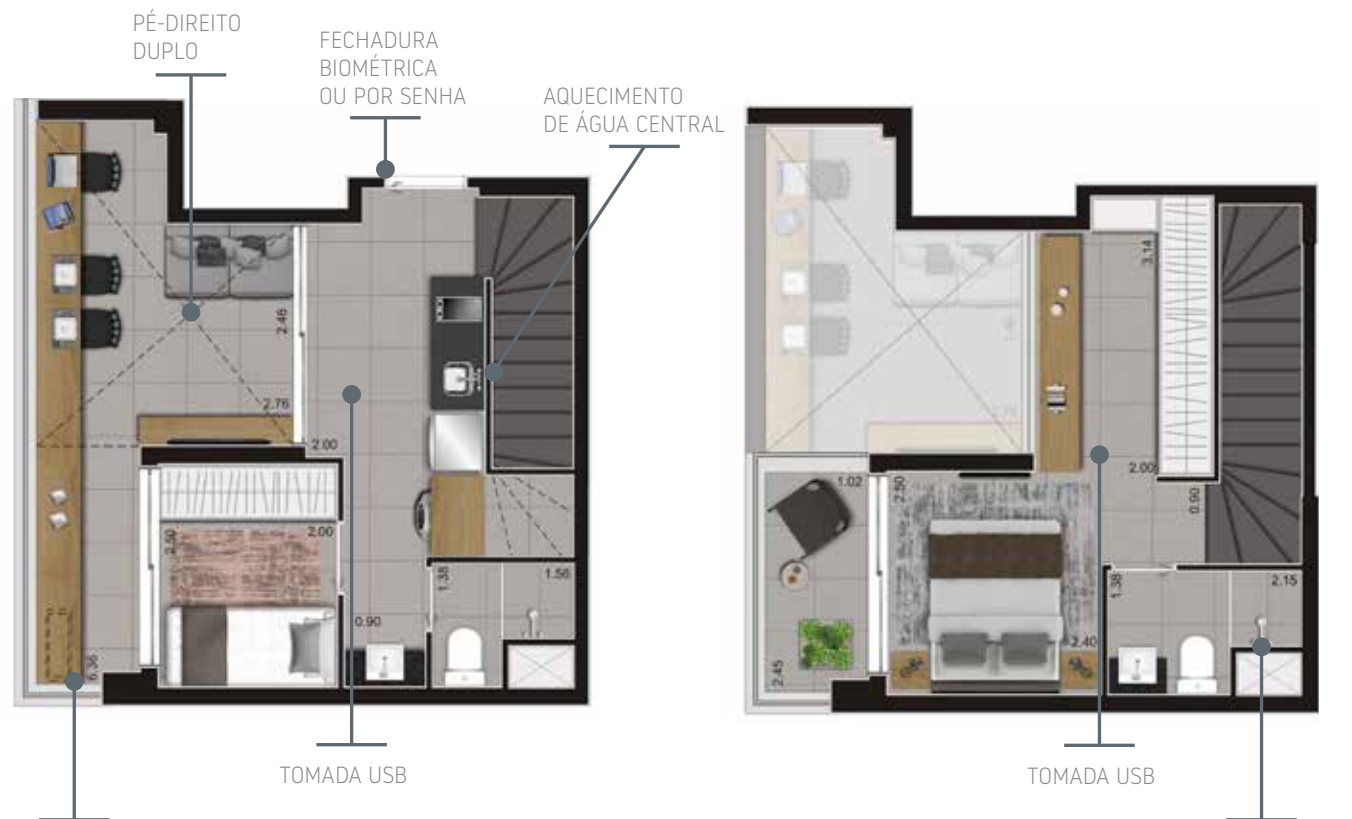 PÉ-DIREITO
DUPLO
FECHADURA
BIOMÉTRICA
OU POR SENHA
AQUECIMENTO
DE ÁGUA CENTRAL
2.46
2.76
2.00
2.50
2.00
1.38
1.56
0.90
6.36
TOMADA USB
3.14
2.00
0.90
1.02
2.50
1.38
2.15
2.40
2.45
TOMADA USB